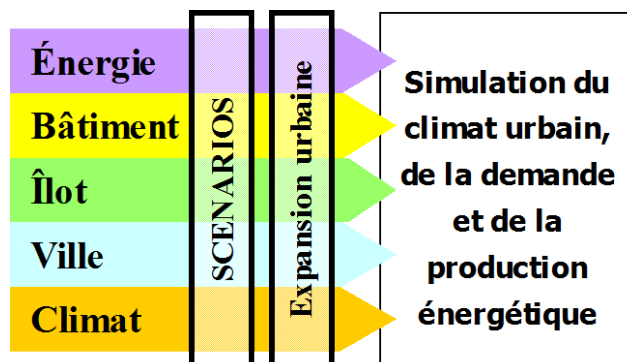 Énergie
Bâtiment
Îlot
Ville
Climat
SCENARIOS
Expansion urbaine
Simulation du
climat urbain,
de la demande
et de la
production
énergétique